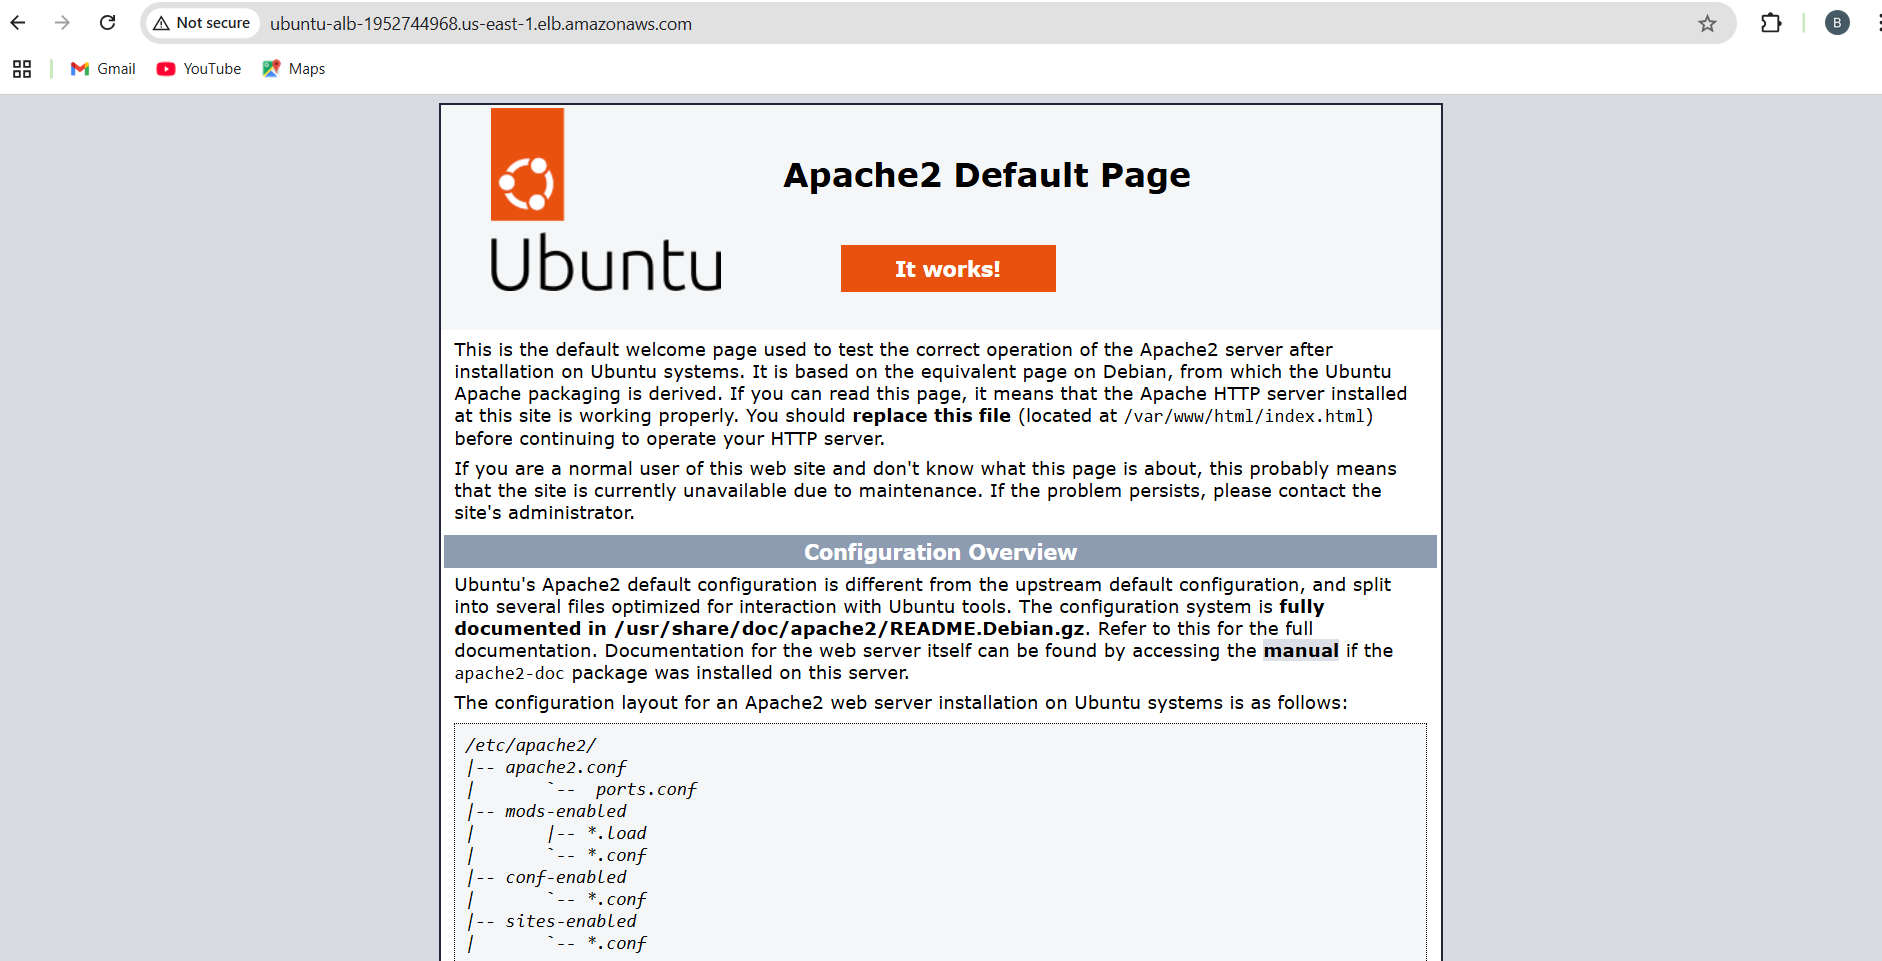 Not secure ubuntu-alb-1952744968.us-east-1.elb.amazonaws.com B
Gmail YouTube Maps
Apache2 Default Page
Ubuntu
It works!
This is the default welcome page used to test the correct operation of the Apache2 server after
installation on Ubuntu systems. It is based on the equivalent page on Debian, from which the Ubuntu
Apache packaging is derived. If you can read this page, it means that the Apache HTTP server installed
at this site is working properly. You should replace this file (located at /var/www/html/index.html)
before continuing to operate your HTTP server.
If you are a normal user of this web site and don't know what this page is about, this probably means
that the site is currently unavailable due to maintenance. If the problem persists, please contact the
site's administrator.
Configuration Overview
Ubuntu's Apache2 default configuration is different from the upstream default configuration, and split
into several files optimized for interaction with Ubuntu tools. The configuration system is fully
documented in /usr/share/doc/apache2/README.Debian.gz. Refer to this for the full
documentation. Documentation for the web server itself can be found by accessing the manual if the
apache2-doc package was installed on this server.
The configuration layout for an Apache2 web server installation on Ubuntu systems is as follows:
/etc/apache2/
|-- apache2.conf
|       `--  ports.conf
|-- mods-enabled
|       |-- *.load
|       `-- *.conf
|-- conf-enabled
|       `-- *.conf
|-- sites-enabled
|       `-- *.conf